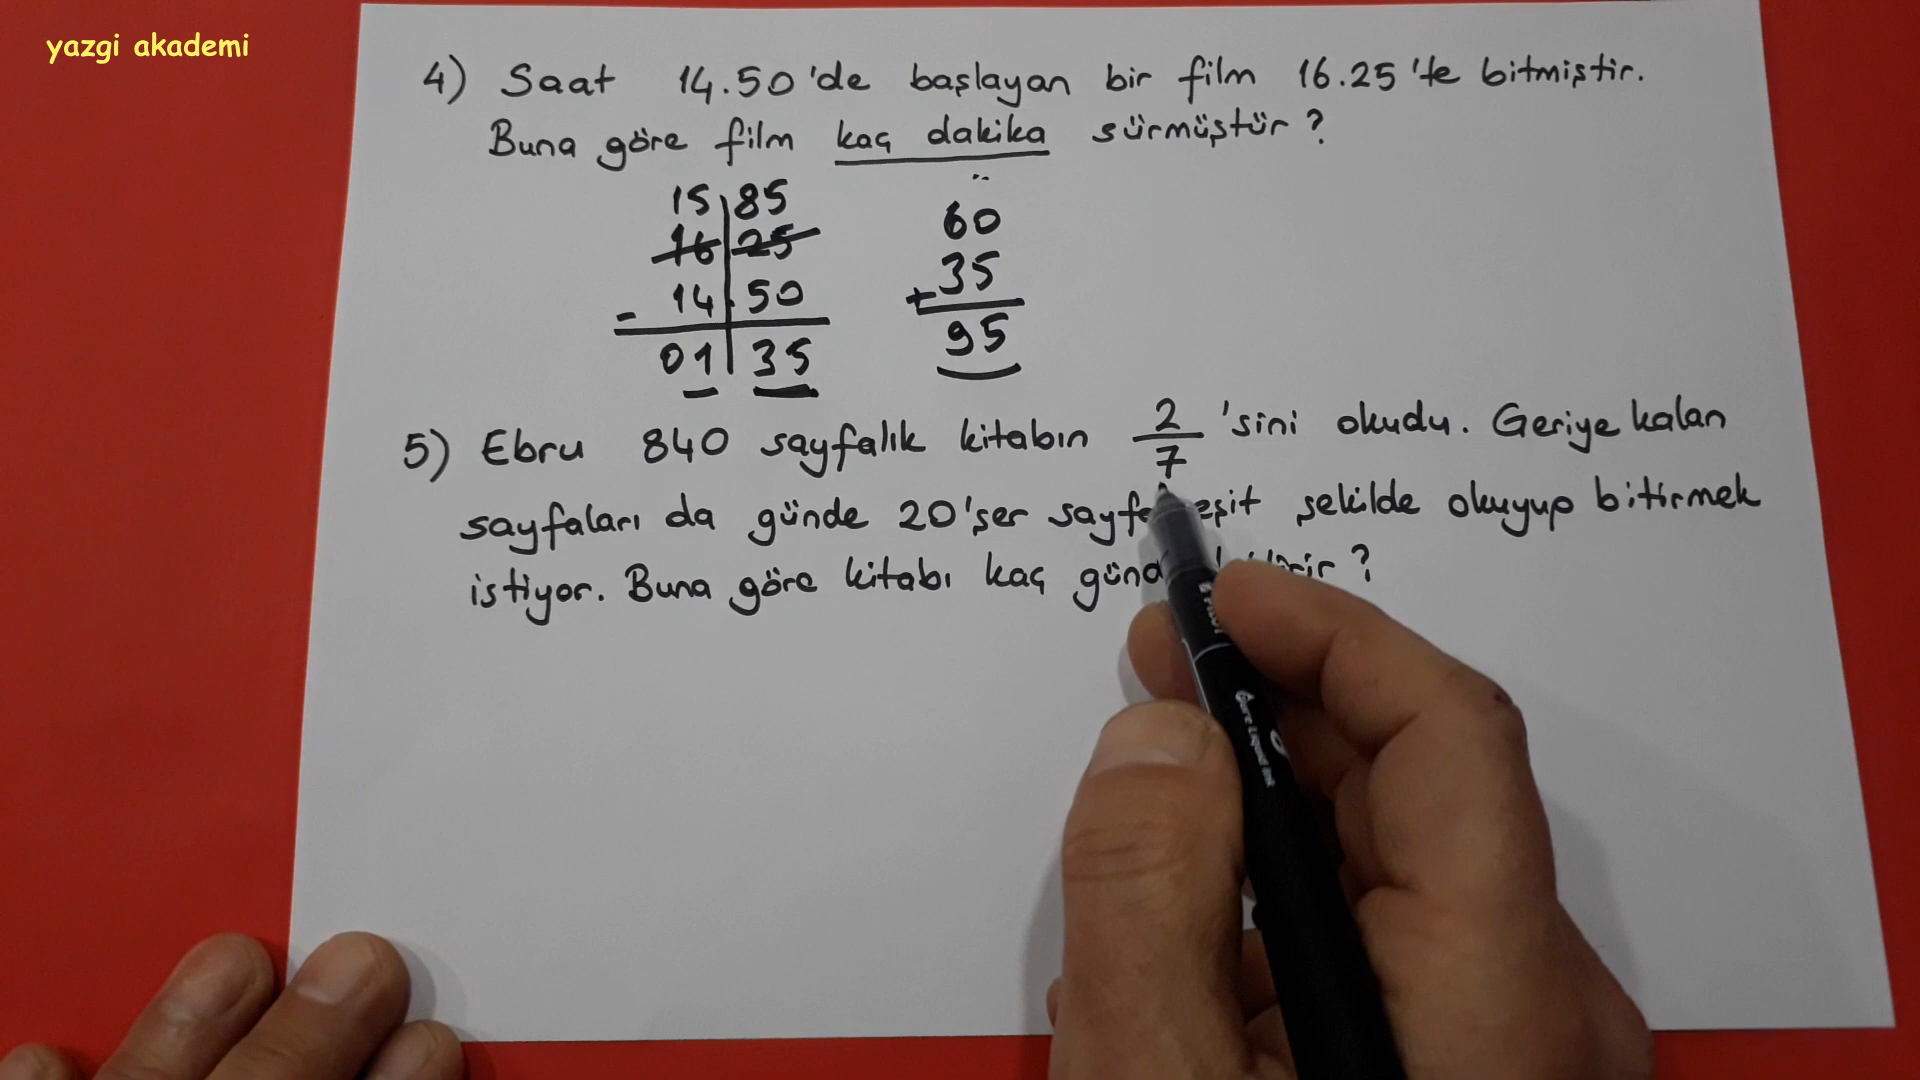 yazgi akademi
4) Saat 14.50'de başlayan bir film 16.25'te bitmiştir.
Buna göre film kaç dakika sürmüştür?
15 85
16 25
- 14 50
01 35
60
+ 35
95
5) Ebru 840 sayfalık kitabın 2/7 'sini okudu. Geriye kalan
sayfaları da günde 20'şer eşit şekilde okuyup bitirmek
istiyor. Buna göre kitabı kaç ?